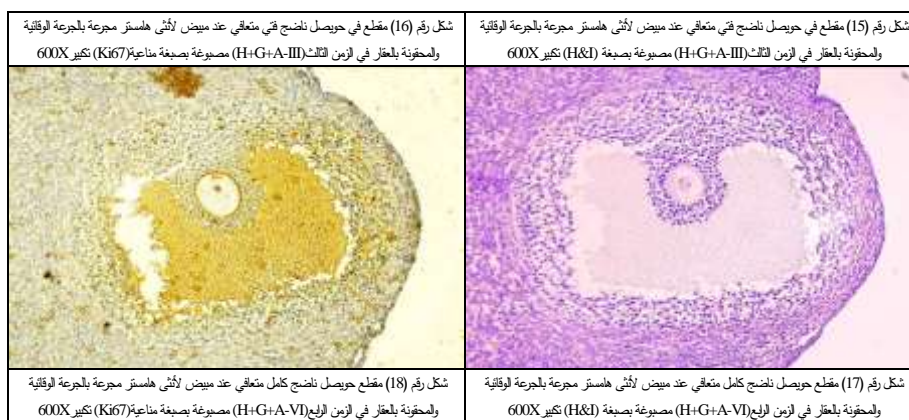 شكل رقم (15) مقطع في حويصل ناضج فتي متعافي عند مبيض لأنثى هامستر مجرعة بالجرعة الوقائية
والمحقونة بالعقار في الزمن الثالث(H+G+A-III) مصبوغة بصبغة (H&I) تكبير 600X
شكل رقم (16) مقطع في حويصل ناضج فتي متعافي عند مبيض لأنثى هامستر مجرعة بالجرعة الوقائية
والمحقونة بالعقار في الزمن الثالث(H+G+A-III) مصبوغة بصبغة مناعية(Ki67) تكبير 600X
شكل رقم (17) مقطع حويصل ناضج كامل متعافي عند مبيض لأنثى هامستر مجرعة بالجرعة الوقائية
والمحقونة بالعقار في الزمن الرابع(H+G+A-VI) مصبوغة بصبغة (H&I) تكبير 600X
شكل رقم (18) مقطع حويصل ناضج كامل متعافي عند مبيض لأنثى هامستر مجرعة بالجرعة الوقائية
والمحقونة بالعقار في الزمن الرابع(H+G+A-VI) مصبوغة بصبغة مناعية(Ki67) تكبير 600X